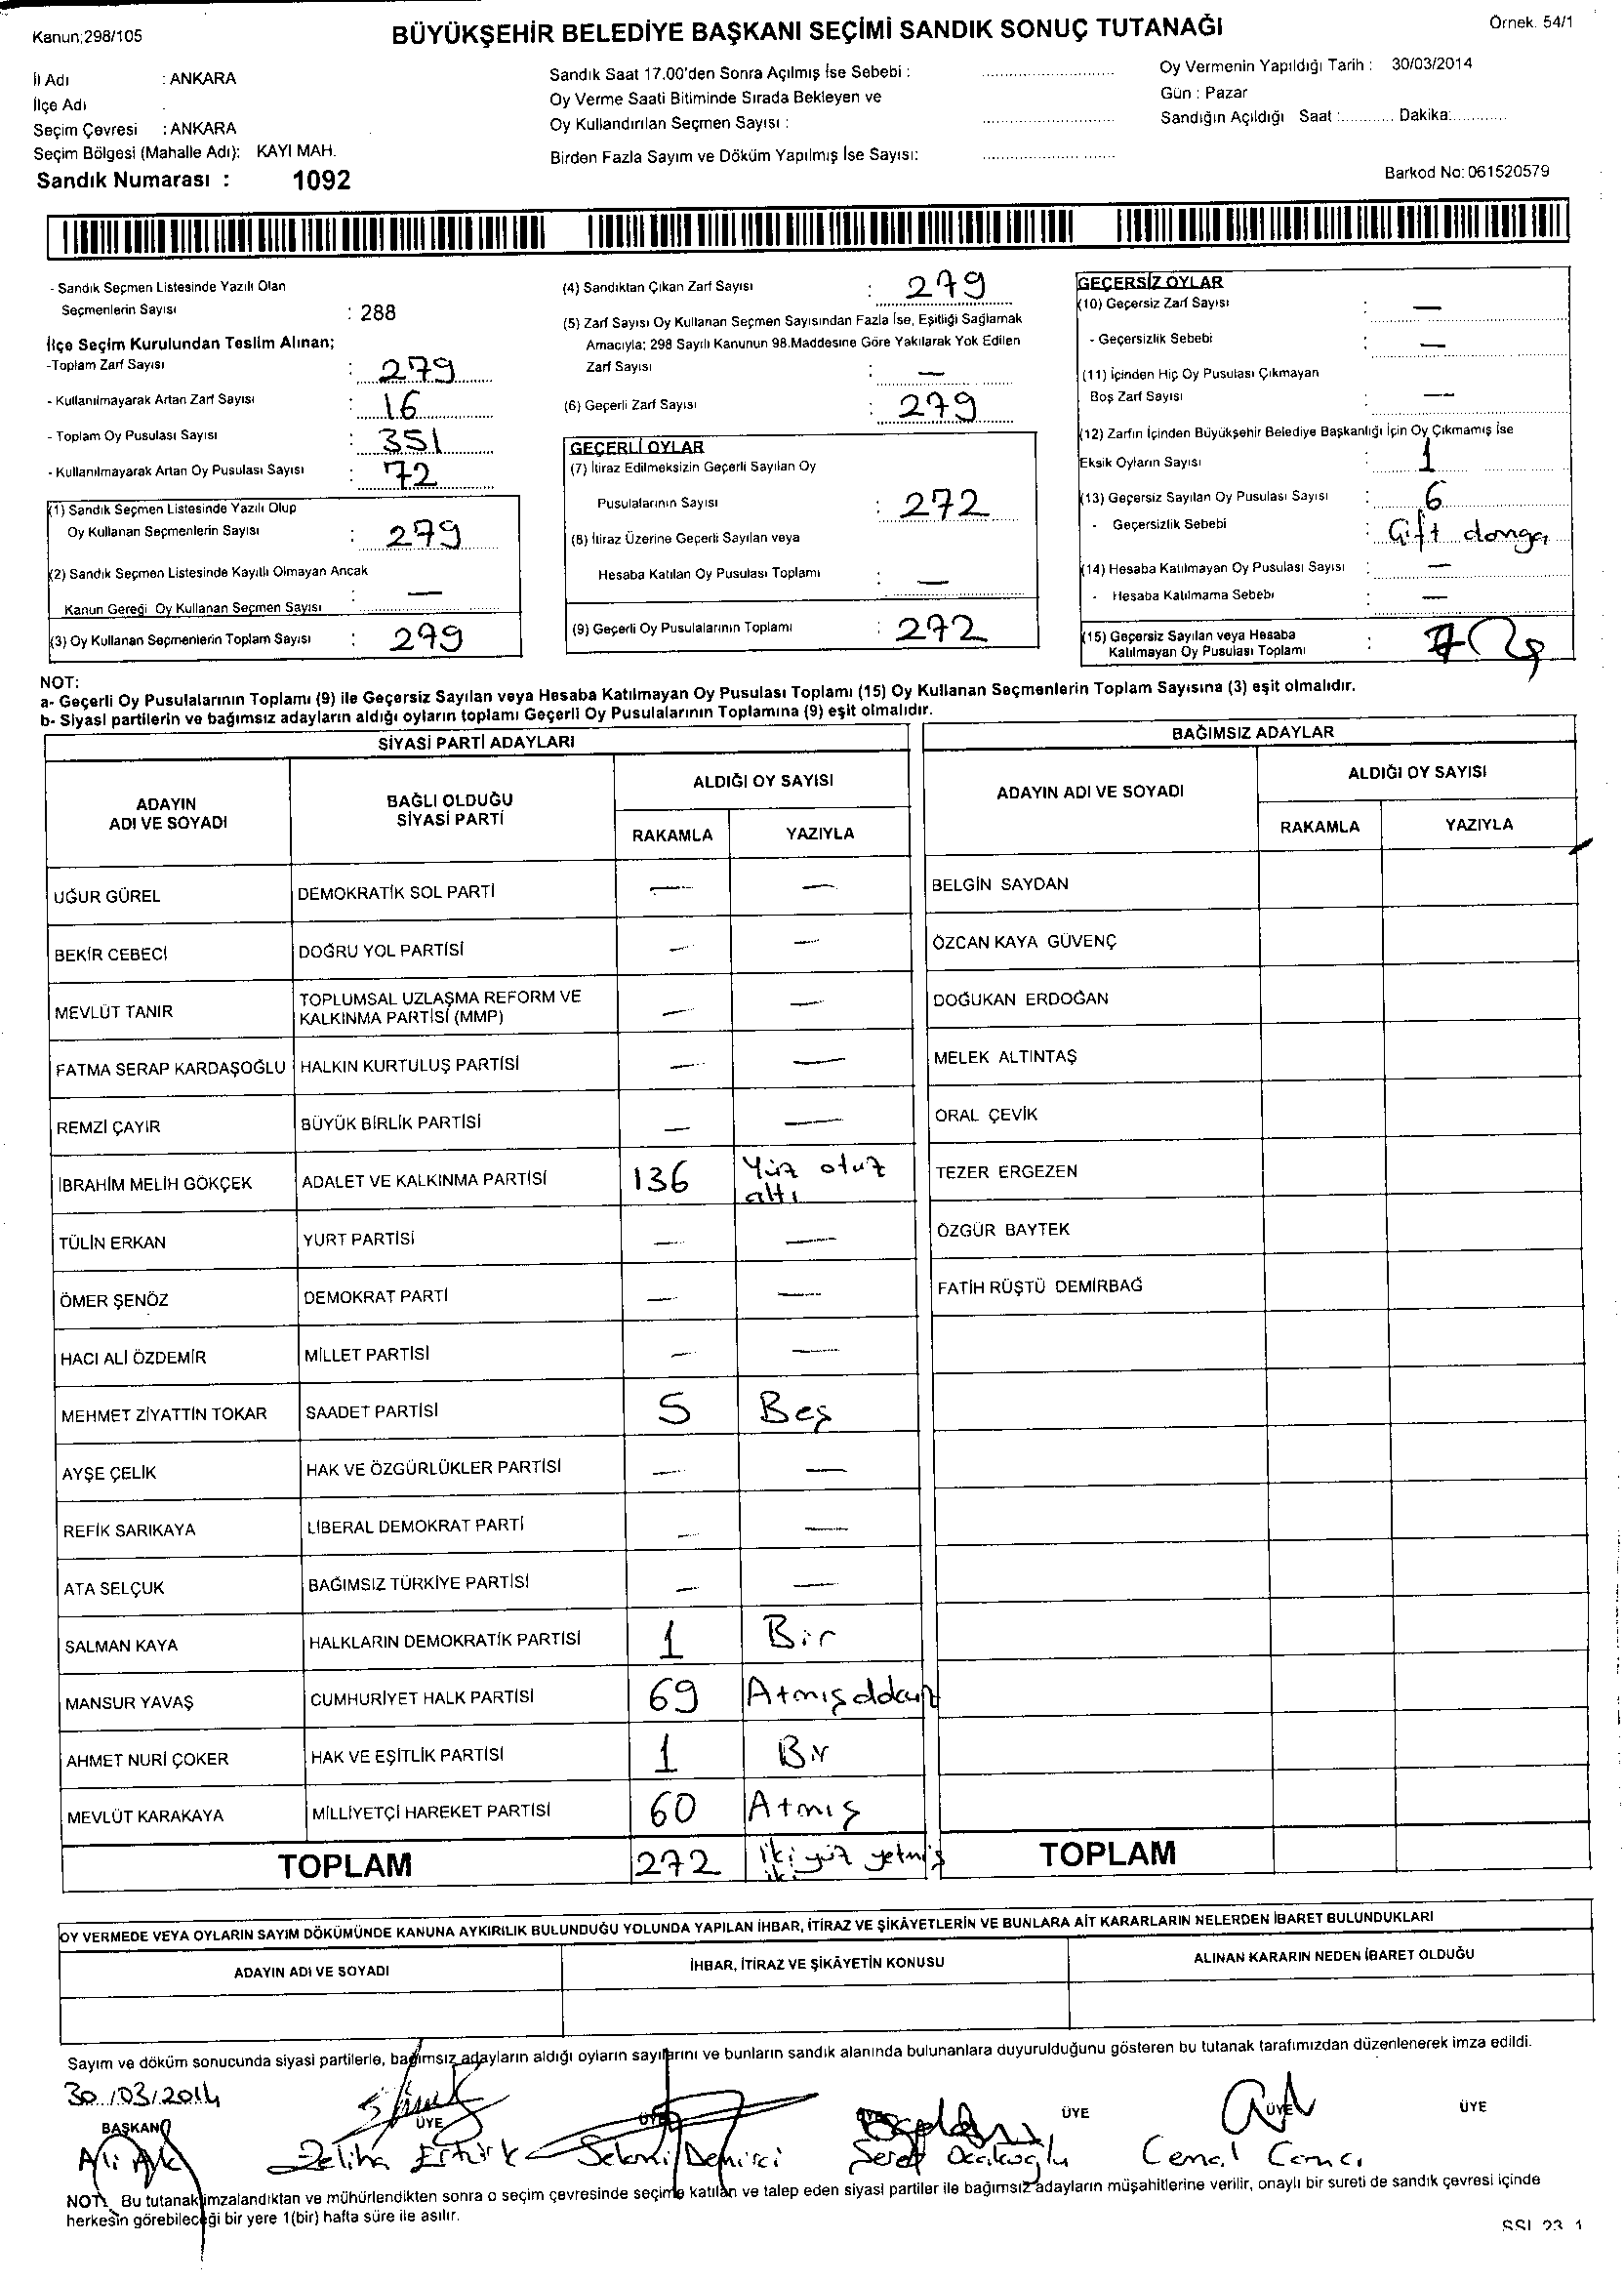 Kanun;298/105
BÜYÜKŞEHİR BELEDİYE BAŞKANI SEÇİMİ SANDIK SONUÇ TUTANAĞI
Örnek. 54/1
İl Adı : ANKARA
İlçe Adı
Seçim Çevresi : ANKARA
Seçim Bölgesi (Mahalle Adı): KAYI MAH.
Sandık Numarası : 1092
Sandık Saat 17.00'den Sonra Açılmış İse Sebebi :
Oy Verme Saati Bitiminde Sırada Bekleyen ve
Oy Kullandırılan Seçmen Sayısı :
Birden Fazla Sayım ve Döküm Yapılmış İse Sayısı:
Oy Vermenin Yapıldığı Tarih : 30/03/2014
Gün : Pazar
Sandığın Açıldığı Saat :............ Dakika:............
Barkod No: 061520579
- Sandık Seçmen Listesinde Yazılı Olan
Seçmenlerin Sayısı : 288
İlçe Seçim Kurulundan Teslim Alınan;
-Toplam Zarf Sayısı : 279
- Kullanılmayarak Artan Zarf Sayısı : 16
- Toplam Oy Pusulası Sayısı : 351
- Kullanılmayarak Artan Oy Pusulası Sayısı : 72
(1) Sandık Seçmen Listesinde Yazılı Olup
Oy Kullanan Seçmenlerin Sayısı : 279
(2) Sandık Seçmen Listesinde Kayıtlı Olmayan Ancak
Kanun Gereği Oy Kullanan Seçmen Sayısı : —
(3) Oy Kullanan Seçmenlerin Toplam Sayısı : 279
(4) Sandıktan Çıkan Zarf Sayısı : 279
(5) Zarf Sayısı Oy Kullanan Seçmen Sayısından Fazla İse, Eşitliği Sağlamak
Amacıyla; 298 Sayılı Kanunun 98.Maddesine Göre Yakılarak Yok Edilen
Zarf Sayısı : —
(6) Geçerli Zarf Sayısı : 279
GEÇERLİ OYLAR
(7) İtiraz Edilmeksizin Geçerli Sayılan Oy
Pusulalarının Sayısı : 272
(8) İtiraz Üzerine Geçerli Sayılan veya
Hesaba Katılan Oy Pusulası Toplamı : —
(9) Geçerli Oy Pusulalarının Toplamı : 272
GEÇERSİZ OYLAR
(10) Geçersiz Zarf Sayısı : —
- Geçersizlik Sebebi : —
(11) İçinden Hiç Oy Pusulası Çıkmayan
Boş Zarf Sayısı : —
(12) Zarfın İçinden Büyükşehir Belediye Başkanlığı İçin Oy Çıkmamış İse
Eksik Oyların Sayısı : 1
(13) Geçersiz Sayılan Oy Pusulası Sayısı : 6
- Geçersizlik Sebebi : Çift damga
(14) Hesaba Katılmayan Oy Pusulası Sayısı : —
- Hesaba Katılmama Sebebi : —
(15) Geçersiz Sayılan veya Hesaba
Katılmayan Oy Pusulası Toplamı : 7
NOT:
a- Geçerli Oy Pusulalarının Toplamı (9) ile Geçersiz Sayılan veya Hesaba Katılmayan Oy Pusulası Toplamı (15) Oy Kullanan Seçmenlerin Toplam Sayısına (3) eşit olmalıdır.
b- Siyasi partilerin ve bağımsız adayların aldığı oyların toplamı Geçerli Oy Pusulalarının Toplamına (9) eşit olmalıdır.
SİYASİ PARTİ ADAYLARI
ADAYIN ADI VE SOYADI
BAĞLI OLDUĞU SİYASİ PARTİ
ALDIĞI OY SAYISI
RAKAMLA YAZIYLA
UĞUR GÜREL DEMOKRATİK SOL PARTİ — —
BEKİR CEBECİ DOĞRU YOL PARTİSİ — —
MEVLÜT TANIR TOPLUMSAL UZLAŞMA REFORM VE KALKINMA PARTİSİ (MMP) — —
FATMA SERAP KARDAŞOĞLU HALKIN KURTULUŞ PARTİSİ — —
REMZİ ÇAYIR BÜYÜK BİRLİK PARTİSİ — —
İBRAHİM MELİH GÖKÇEK ADALET VE KALKINMA PARTİSİ 136 Yüz otuz altı
TÜLİN ERKAN YURT PARTİSİ — —
ÖMER ŞENÖZ DEMOKRAT PARTİ — —
HACI ALİ ÖZDEMİR MİLLET PARTİSİ — —
MEHMET ZİYATTİN TOKAR SAADET PARTİSİ 5 Beş
AYŞE ÇELİK HAK VE ÖZGÜRLÜKLER PARTİSİ — —
REFİK SARIKAYA LİBERAL DEMOKRAT PARTİ — —
ATA SELÇUK BAĞIMSIZ TÜRKİYE PARTİSİ — —
SALMAN KAYA HALKLARIN DEMOKRATİK PARTİSİ 1 Bir
MANSUR YAVAŞ CUMHURİYET HALK PARTİSİ 69 Atmış
AHMET NURİ ÇOKER HAK VE EŞİTLİK PARTİSİ 1 Bir
MEVLÜT KARAKAYA MİLLİYETÇİ HAREKET PARTİSİ 60 Atmış
TOPLAM 272 iki yüz yetmiş iki
BAĞIMSIZ ADAYLAR
ADAYIN ADI VE SOYADI
ALDIĞI OY SAYISI
RAKAMLA YAZIYLA
BELGİN SAYDAN
ÖZCAN KAYA GÜVENÇ
DOĞUKAN ERDOĞAN
MELEK ALTINTAŞ
ORAL ÇEVİK
TEZER ERGEZEN
ÖZGÜR BAYTEK
FATİH RÜŞTÜ DEMİRBAĞ
TOPLAM
OY VERMEDE VEYA OYLARIN SAYIM DÖKÜMÜNDE KANUNA AYKIRILIK BULUNDUĞU YOLUNDA YAPILAN İHBAR, İTİRAZ VE ŞİKÂYETLERİN VE BUNLARA AİT KARARLARIN NELERDEN İBARET BULUNDUKLARI
ADAYIN ADI VE SOYADI İHBAR, İTİRAZ VE ŞİKÂYETİN KONUSU ALINAN KARARIN NEDEN İBARET OLDUĞU
Sayım ve döküm sonucunda siyasi partilerle, bağımsız adayların aldığı oyların sayılarını ve bunların sandık alanında bulunanlara duyurulduğunu gösteren bu tutanak tarafımızdan düzenlenerek imza edildi.
30/03/2014
BAŞKAN ÜYE ÜYE ÜYE ÜYE ÜYE ÜYE
Ali Zeliha Ertürk Selami Demirci Şeref Cemal
NOT: Bu tutanak imzalandıktan ve mühürlendikten sonra o seçim çevresinde seçime katılan ve talep eden siyasi partiler ile bağımsız adayların müşahitlerine verilir, onaylı bir sureti de sandık çevresi içinde
herkesin görebileceği bir yere 1(bir) hafta süre ile asılır.